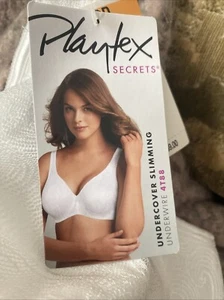 Playtex
SECRETS®
UNDERCOVER SLIMMING
UNDERWIRE 4T88